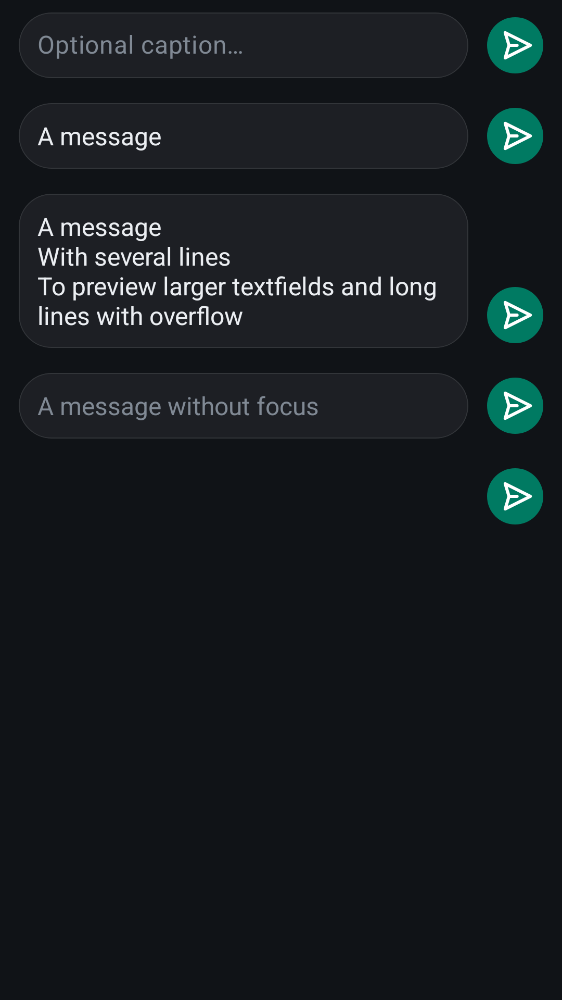 Optional caption…
A message
A message
With several lines
To preview larger textfields and long
lines with overflow
A message without focus